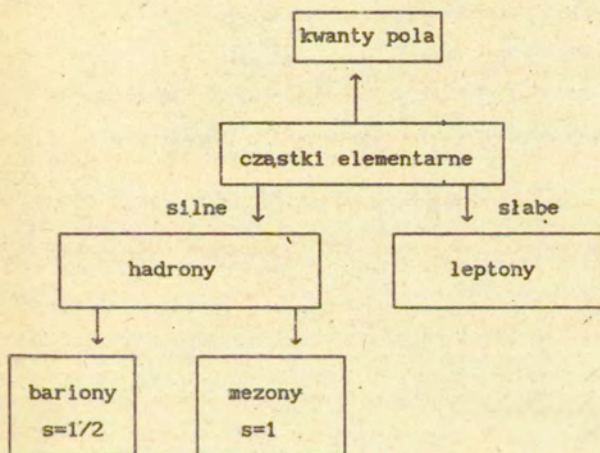 kwanty pola
cząstki elementarne
silne
słabe
hadrony
leptony
bariony
s=1/2
mezony
s=1